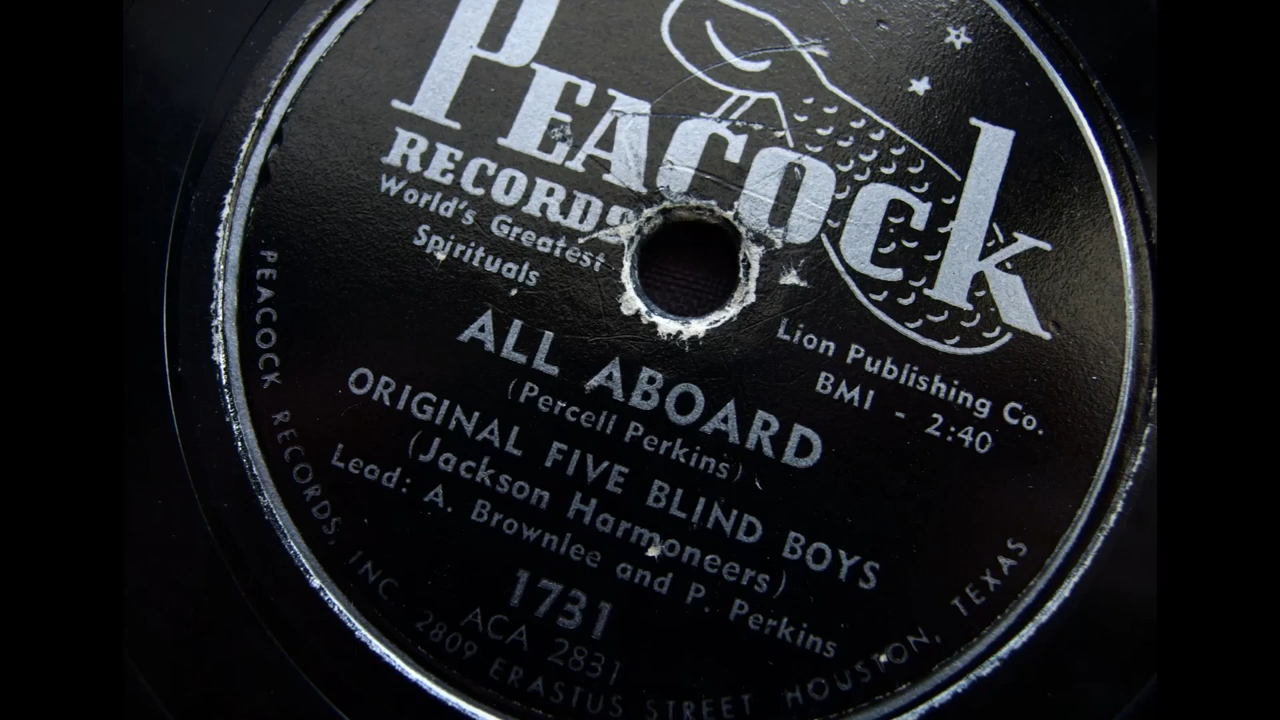 PEACOCK
RECORDS
World's Greatest
Spirituals
Lion Publishing Co.
BMI - 2:40
ALL ABOARD
(Percell Perkins)
ORIGINAL FIVE BLIND BOYS
(Jackson Harmoneers)
Lead: A. Brownlee and P. Perkins
1731
ACA 2831
PEACOCK RECORDS, INC. 2809 ERASTUS STREET HOUSTON, TEXAS